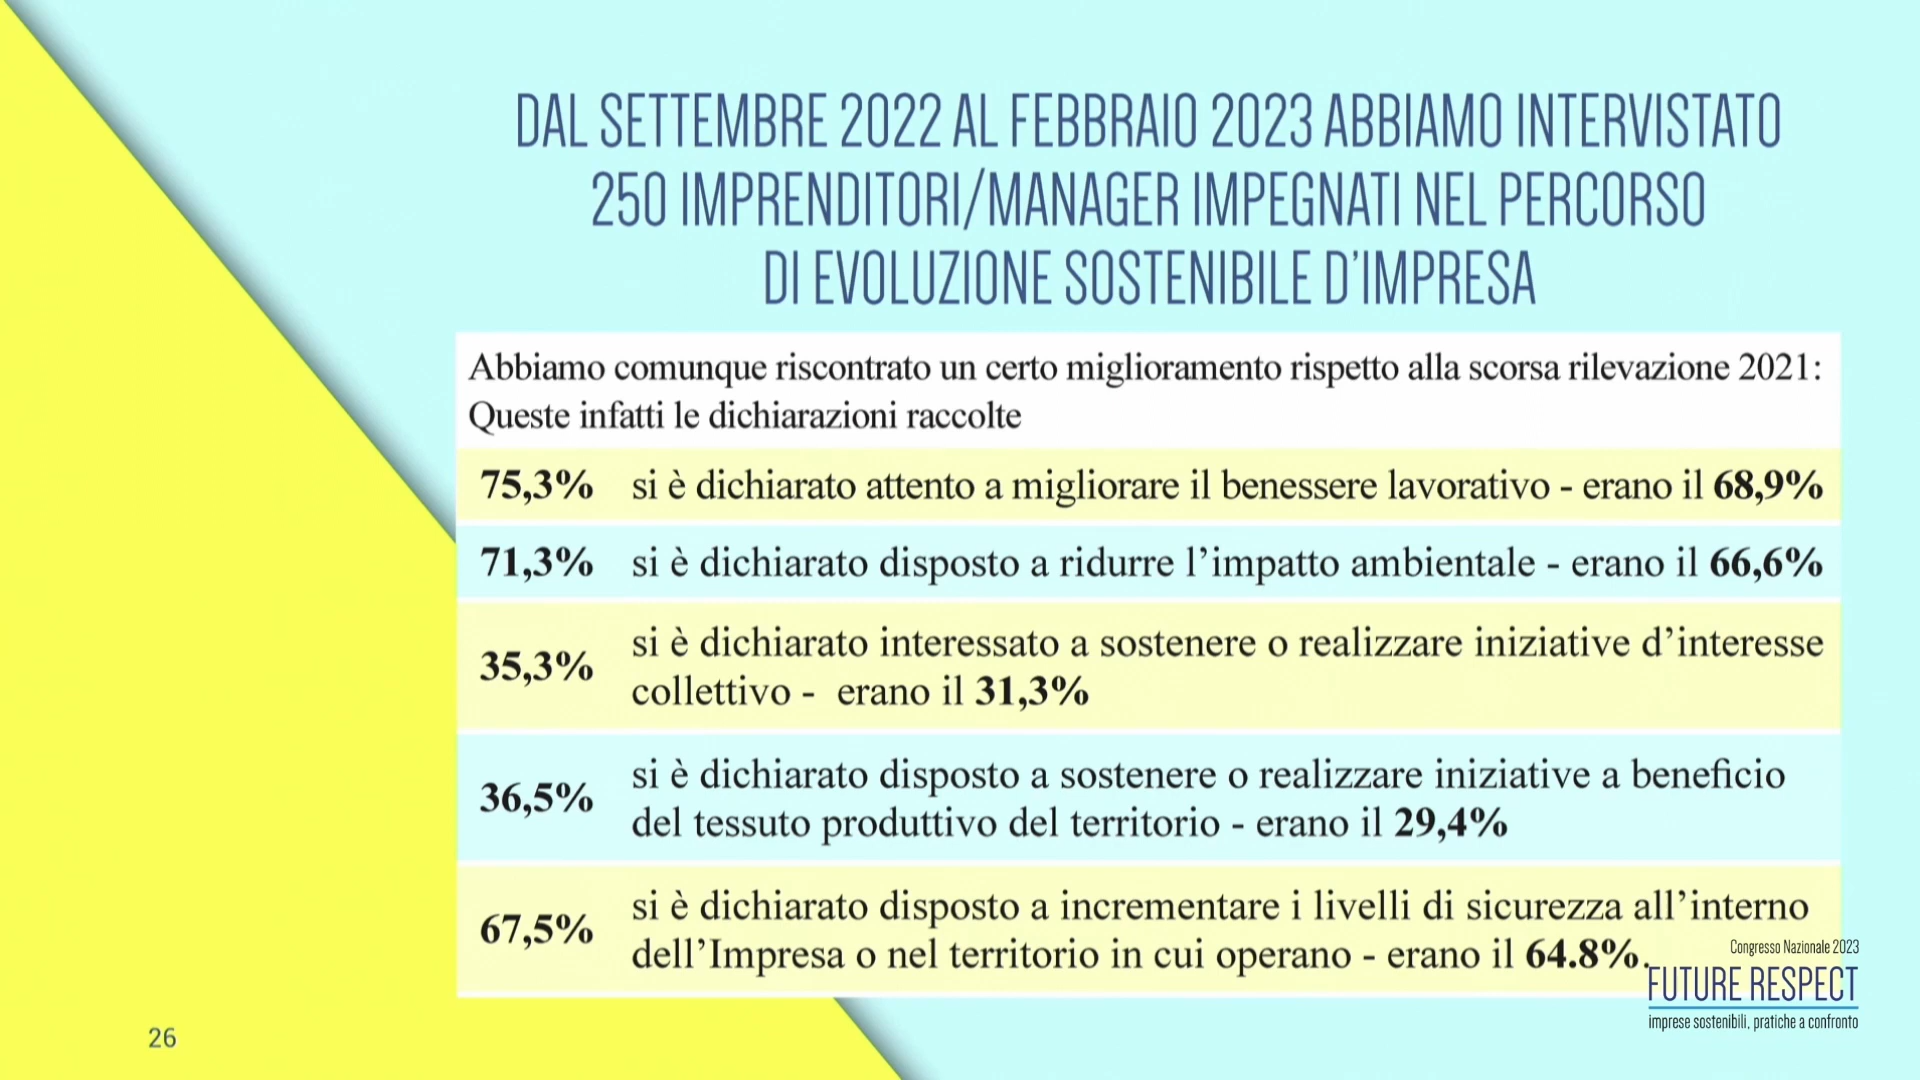 DAL SETTEMBRE 2022 AL FEBBRAIO 2023 ABBIAMO INTERVISTATO
250 IMPRENDITORI/MANAGER IMPEGNATI NEL PERCORSO
DI EVOLUZIONE SOSTENIBILE D’IMPRESA
Abbiamo comunque riscontrato un certo miglioramento rispetto alla scorsa rilevazione 2021:
Queste infatti le dichiarazioni raccolte
75,3% si è dichiarato attento a migliorare il benessere lavorativo - erano il 68,9%
71,3% si è dichiarato disposto a ridurre l’impatto ambientale - erano il 66,6%
35,3% si è dichiarato interessato a sostenere o realizzare iniziative d’interesse
collettivo - erano il 31,3%
36,5% si è dichiarato disposto a sostenere o realizzare iniziative a beneficio
del tessuto produttivo del territorio - erano il 29,4%
67,5% si è dichiarato disposto a incrementare i livelli di sicurezza all’interno
dell’Impresa o nel territorio in cui operano - erano il 64.8%.
Congresso Nazionale 2023
FUTURE RESPECT
imprese sostenibili, pratiche a confronto
26